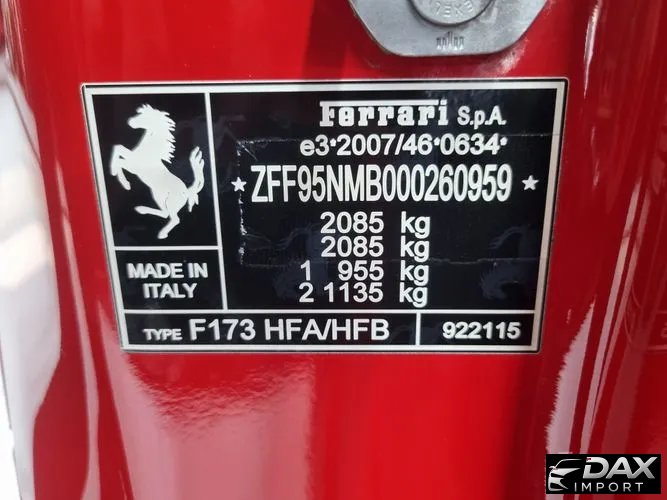 Ferrari S.p.A.
e3*2007/46*0634*
*ZFF95NMB000260959*
2085 kg
2085 kg
1 955 kg
2 1135 kg
MADE IN
ITALY
TYPE F173 HFA/HFB 922115
DAX
IMPORT